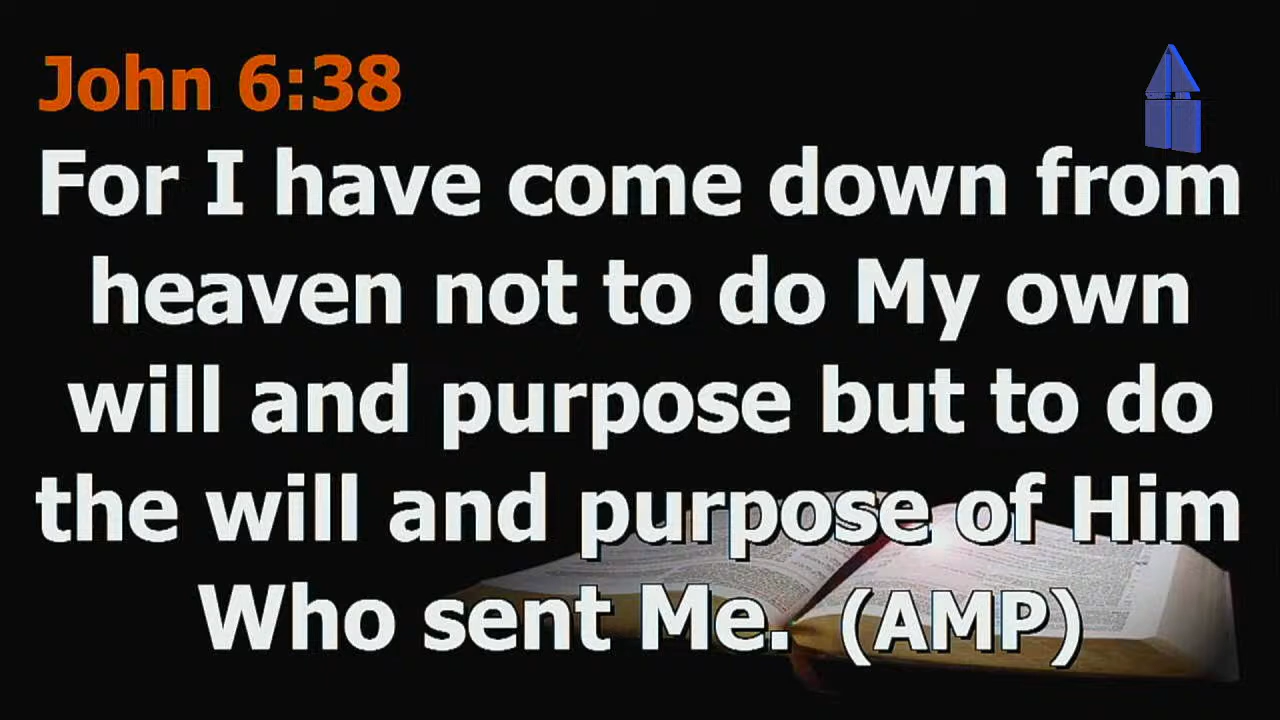 John 6:38
For I have come down from
heaven not to do My own
will and purpose but to do
the will and purpose of Him
Who sent Me. (AMP)